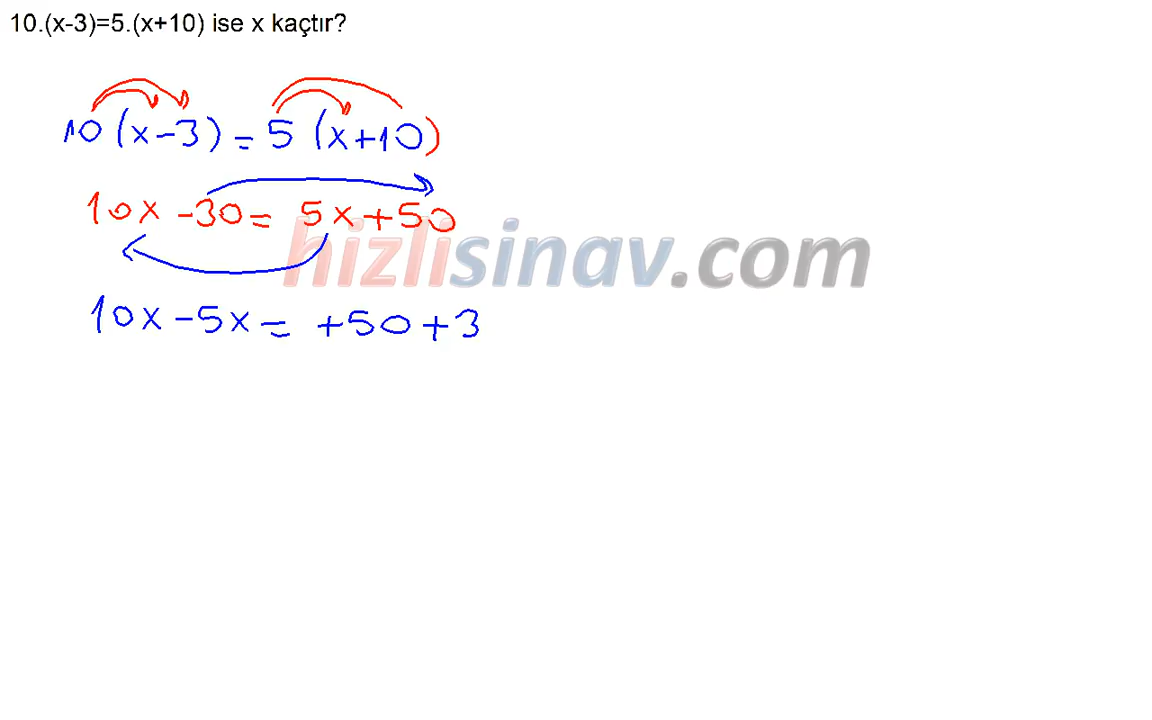 10.(x-3)=5.(x+10) ise x kaçtır?
10(x-3)=5(x+10)
10x-30=5x+50
hizlisinav.com
10x-5x=+50+3